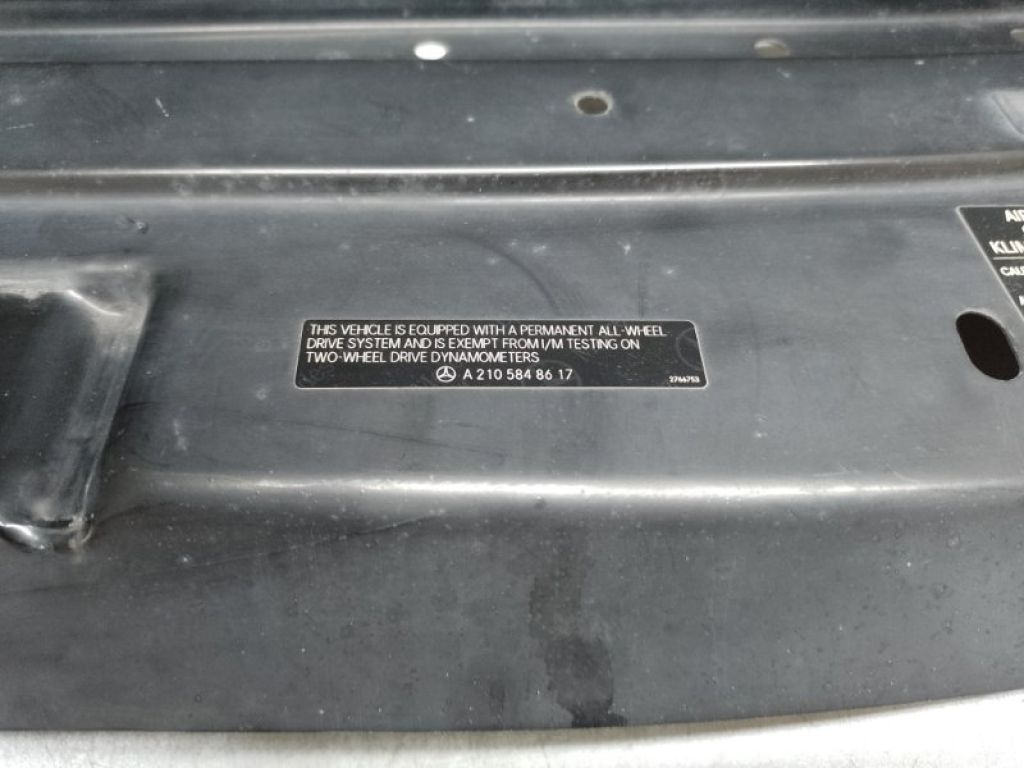 THIS VEHICLE IS EQUIPPED WITH A PERMANENT ALL-WHEEL
DRIVE SYSTEM AND IS EXEMPT FROM I/M TESTING ON
TWO-WHEEL DRIVE DYNAMOMETERS
A 210 584 86 17
2766753